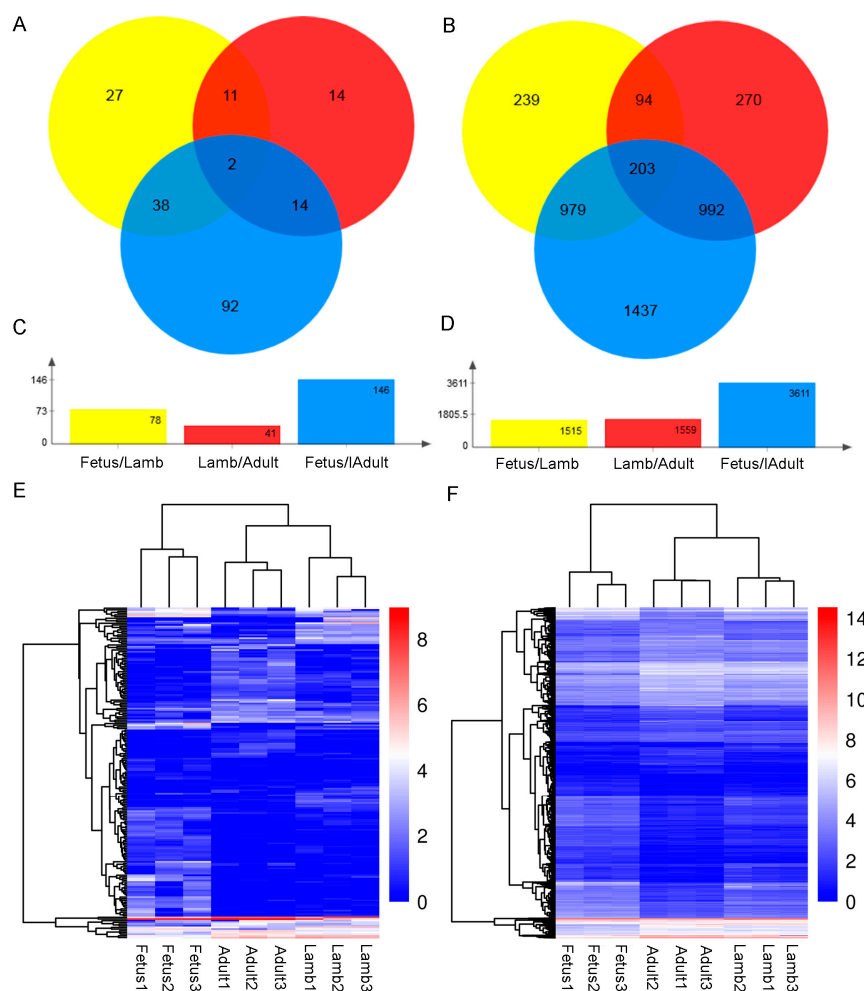 A
B
27
11
14
2
38
14
92
239
94
270
203
979
992
1437
C
D
146
73
0
78
41
146
Fetus/Lamb
Lamb/Adult
Fetus/lAdult
3611
1805.5
0
1515
1559
3611
Fetus/Lamb
Lamb/Adult
Fetus/lAdult
E
F
8
6
4
2
0
Fetus1
Fetus2
Fetus3
Adult1
Adult2
Adult3
Lamb1
Lamb2
Lamb3
14
12
10
8
6
4
2
0
Fetus1
Fetus2
Fetus3
Adult2
Adult1
Adult3
Lamb2
Lamb1
Lamb3